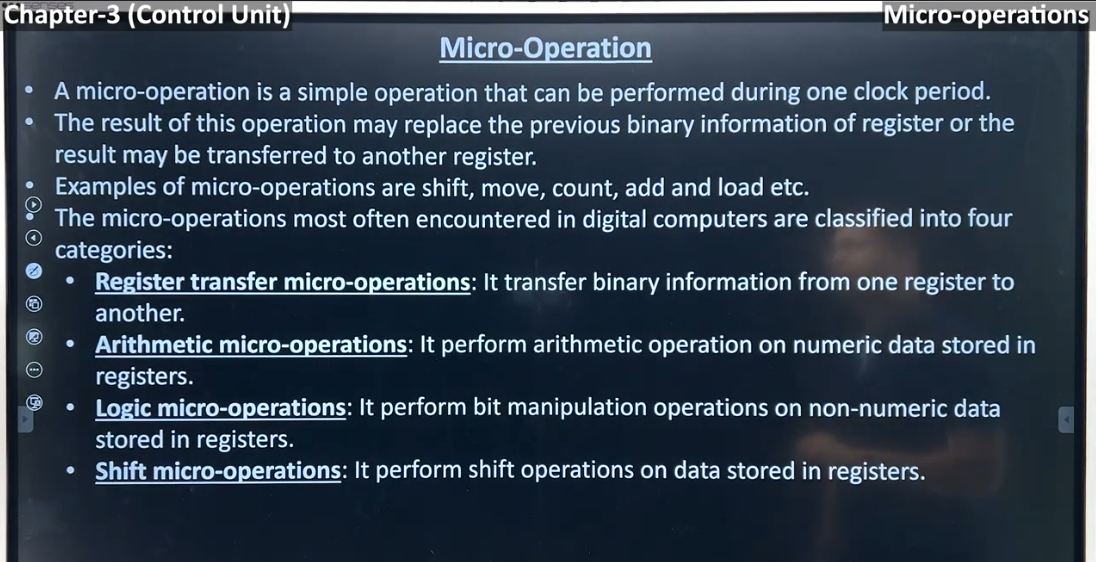 Chapter-3 (Control Unit)
Micro-operations
Micro-Operation
• A micro-operation is a simple operation that can be performed during one clock period.
• The result of this operation may replace the previous binary information of register or the
result may be transferred to another register.
• Examples of micro-operations are shift, move, count, add and load etc.
• The micro-operations most often encountered in digital computers are classified into four
categories:
• Register transfer micro-operations: It transfer binary information from one register to
another.
• Arithmetic micro-operations: It perform arithmetic operation on numeric data stored in
registers.
• Logic micro-operations: It perform bit manipulation operations on non-numeric data
stored in registers.
• Shift micro-operations: It perform shift operations on data stored in registers.